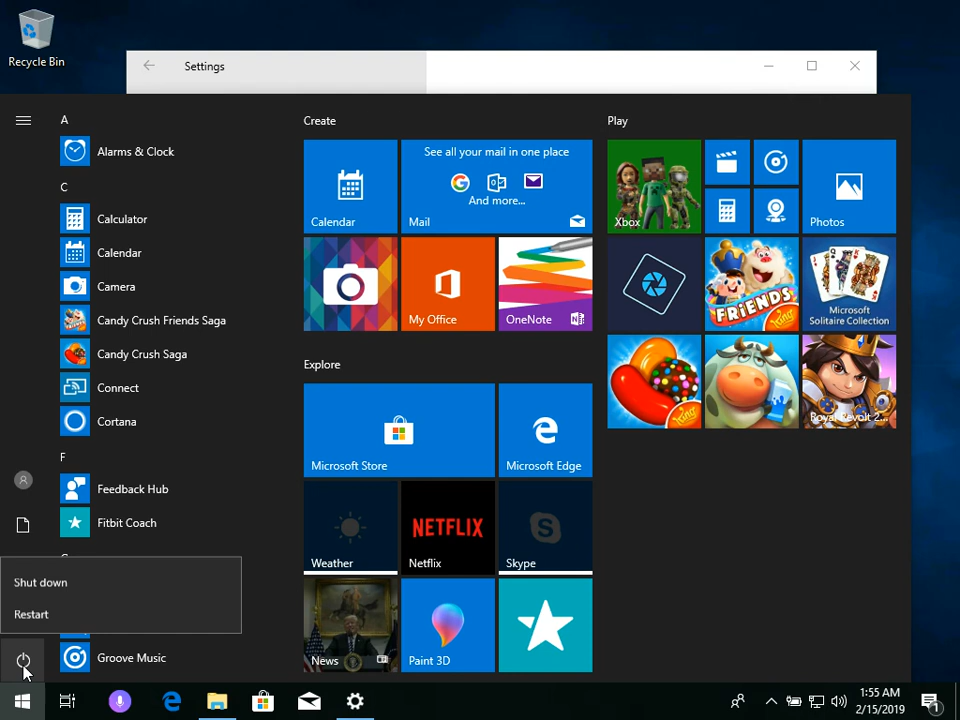 Recycle Bin
Settings
A
Alarms & Clock
C
Calculator
Calendar
Camera
Candy Crush Friends Saga
Candy Crush Saga
Connect
Cortana
F
Feedback Hub
Fitbit Coach
Shut down
Restart
Groove Music
Create
Calendar
See all your mail in one place
And more...
Mail
My Office
OneNote
N
Explore
Microsoft Store
Microsoft Edge
Weather
NETFLIX
Netflix
Skype
News
Paint 3D
Play
Xbox
Photos
FRIENDS
King
Microsoft
Solitaire Collection
King
Royal Revolt 2...
1:55 AM
2/15/2019
1